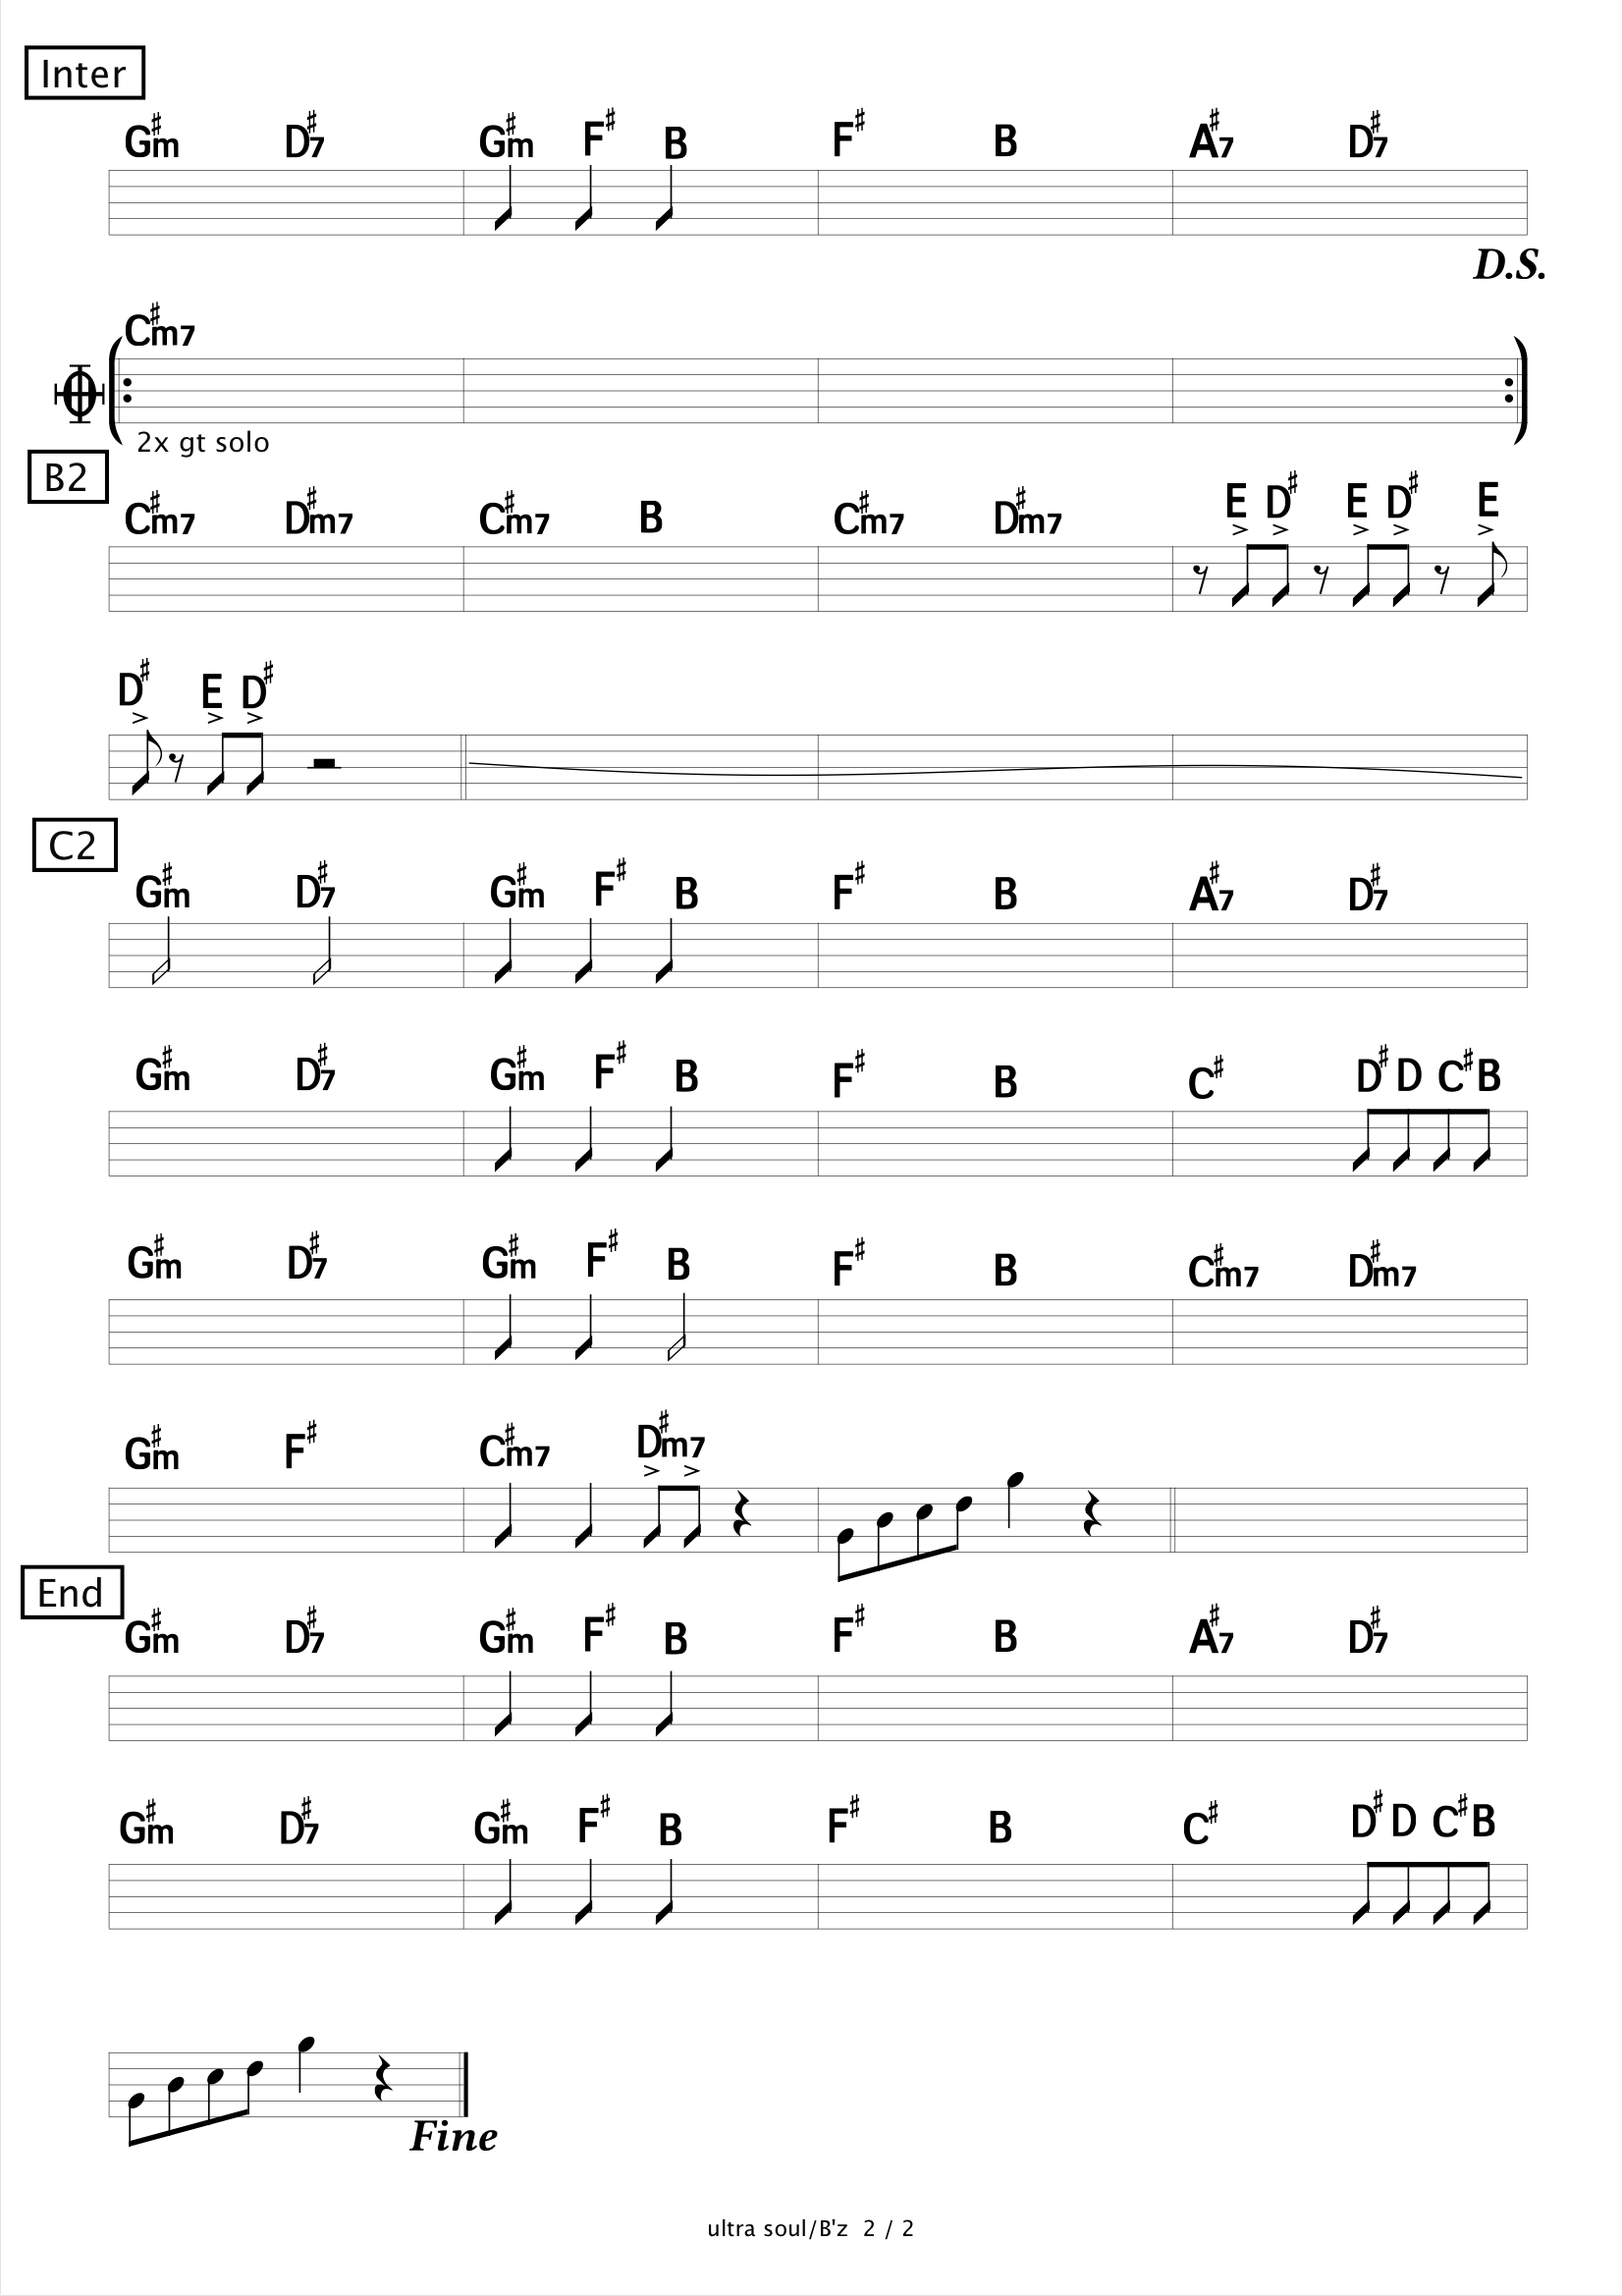 Inter
G♯m D♯7 G♯m F♯ B F♯ B A♯7 D♯7
D.S.
C♯m7
2x gt solo
B2
C♯m7 D♯m7 C♯m7 B C♯m7 D♯m7 E D♯ E D♯ E
D♯ E D♯
C2
G♯m D♯7 G♯m F♯ B F♯ B A♯7 D♯7
G♯m D♯7 G♯m F♯ B F♯ B C♯ D♯ D C♯ B
G♯m D♯7 G♯m F♯ B F♯ B C♯m7 D♯m7
G♯m F♯ C♯m7 D♯m7
End
G♯m D♯7 G♯m F♯ B F♯ B A♯7 D♯7
G♯m D♯7 G♯m F♯ B F♯ B C♯ D♯ D C♯ B
Fine
ultra soul/B'z 2 / 2